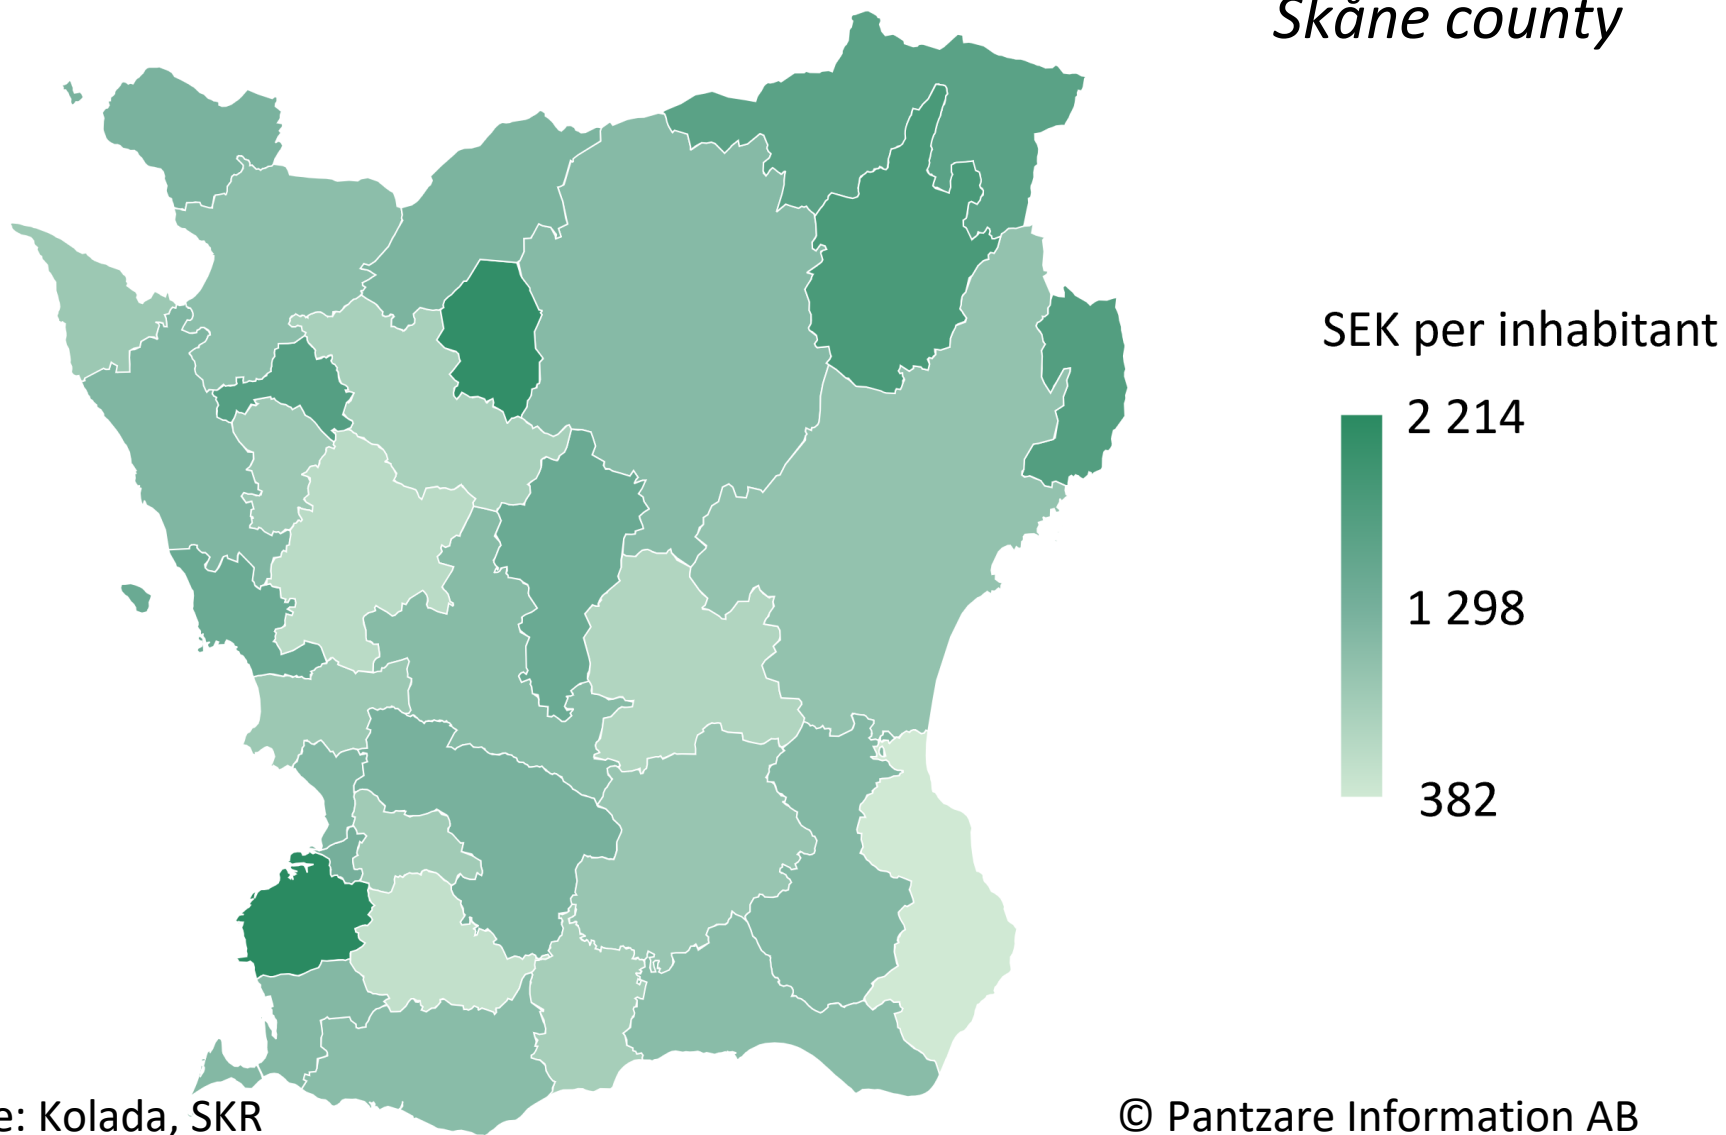 Skåne county
SEK per inhabitant
2 214
1 298
382
e: Kolada, SKR
© Pantzare Information AB